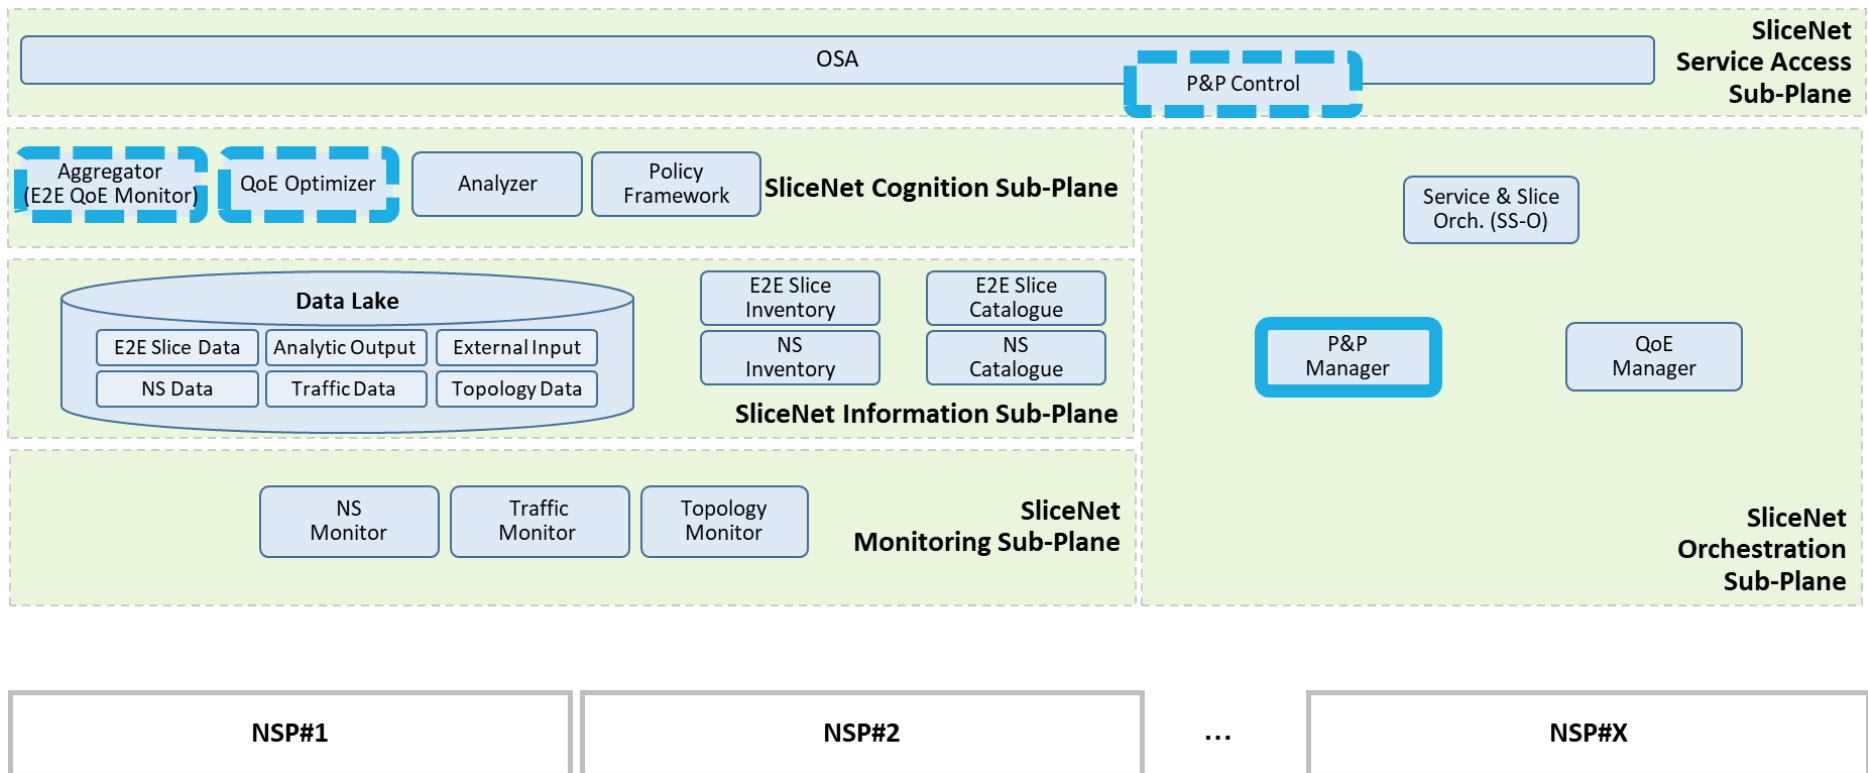 SliceNet
Service Access
Sub-Plane
OSA
P&P Control
Aggregator
(E2E QoE Monitor)
QoE Optimizer
Analyzer
Policy
Framework
SliceNet Cognition Sub-Plane
Service & Slice
Orch. (SS-O)
Data Lake
E2E Slice Data
Analytic Output
External Input
NS Data
Traffic Data
Topology Data
E2E Slice
Inventory
E2E Slice
Catalogue
NS
Inventory
NS
Catalogue
SliceNet Information Sub-Plane
P&P
Manager
QoE
Manager
NS
Monitor
Traffic
Monitor
Topology
Monitor
SliceNet
Monitoring Sub-Plane
SliceNet
Orchestration
Sub-Plane
NSP#1
NSP#2
...
NSP#X